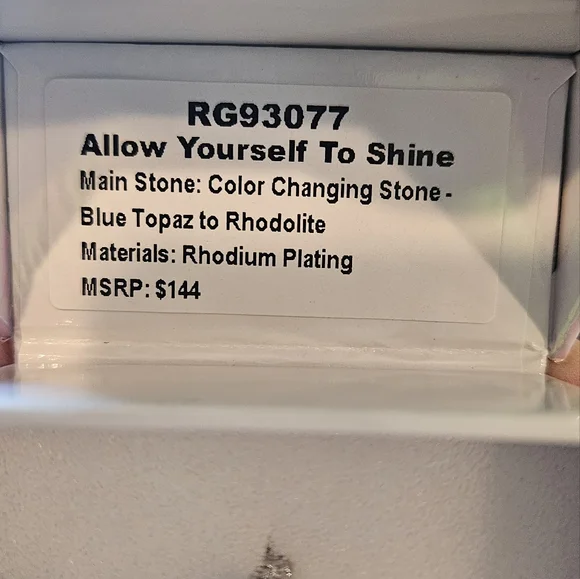 RG93077
Allow Yourself To Shine
Main Stone: Color Changing Stone -
Blue Topaz to Rhodolite
Materials: Rhodium Plating
MSRP: $144